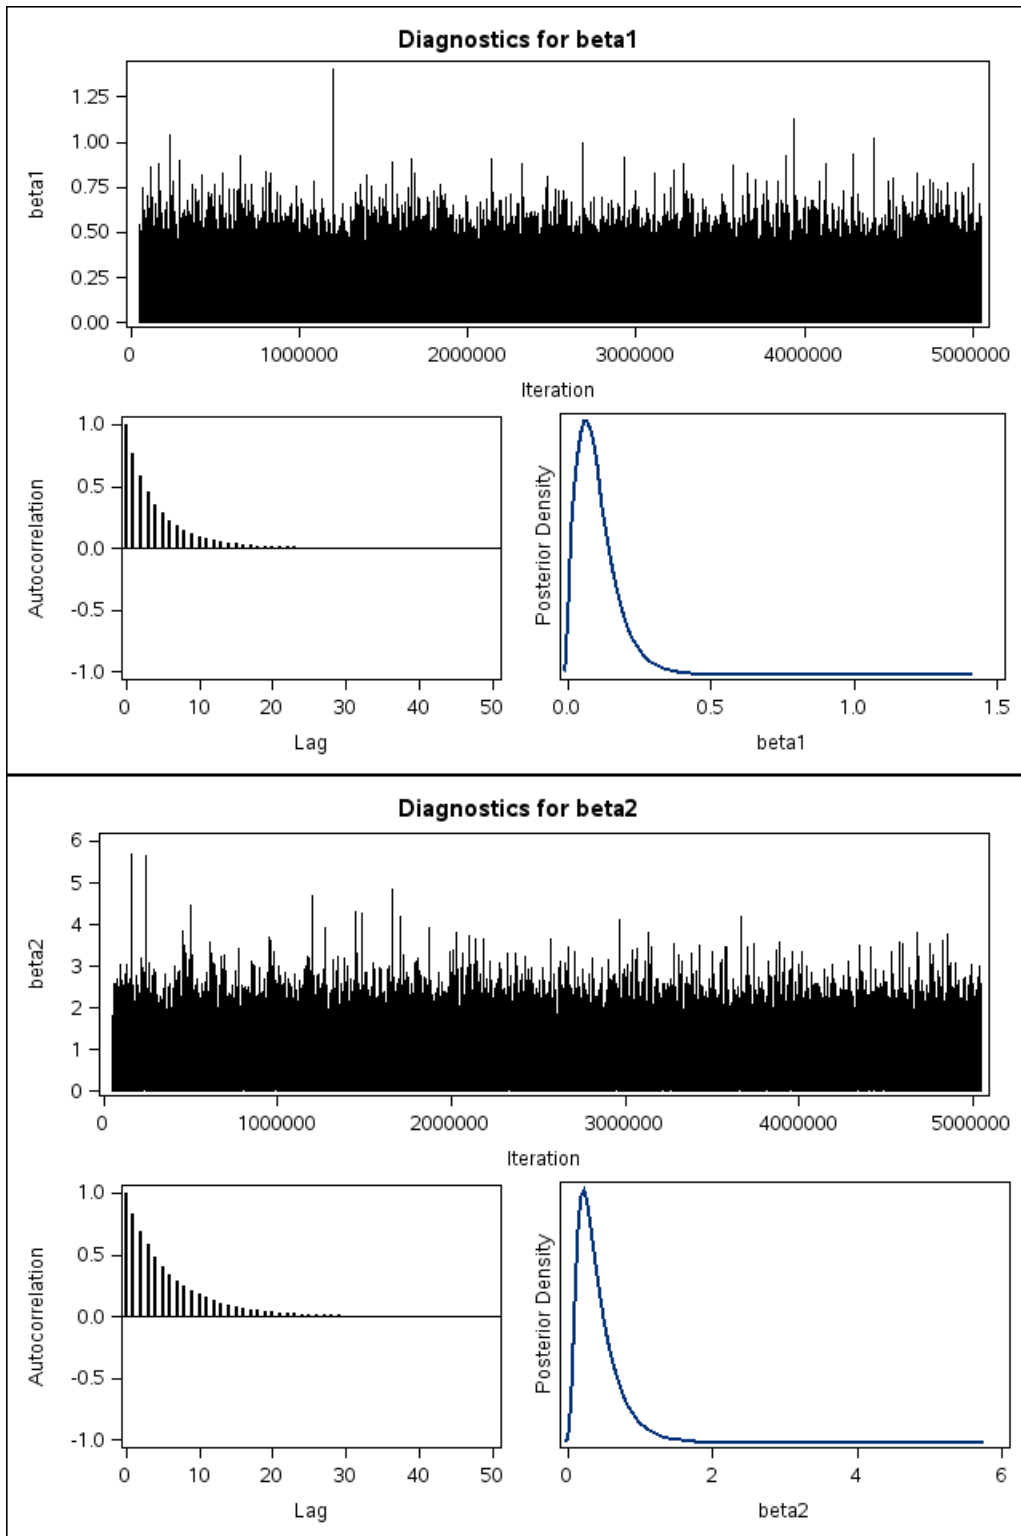 Diagnostics for beta1
beta1
1.25
1.00
0.75
0.50
0.25
0.00
0 1000000 2000000 3000000 4000000 5000000
Iteration
Autocorrelation
1.0
0.5
0.0
-0.5
-1.0
0 10 20 30 40 50
Lag
Posterior Density
0.0 0.5 1.0 1.5
beta1
Diagnostics for beta2
beta2
6
5
4
3
2
1
0
0 1000000 2000000 3000000 4000000 5000000
Iteration
Autocorrelation
1.0
0.5
0.0
-0.5
-1.0
0 10 20 30 40 50
Lag
Posterior Density
0 2 4 6
beta2